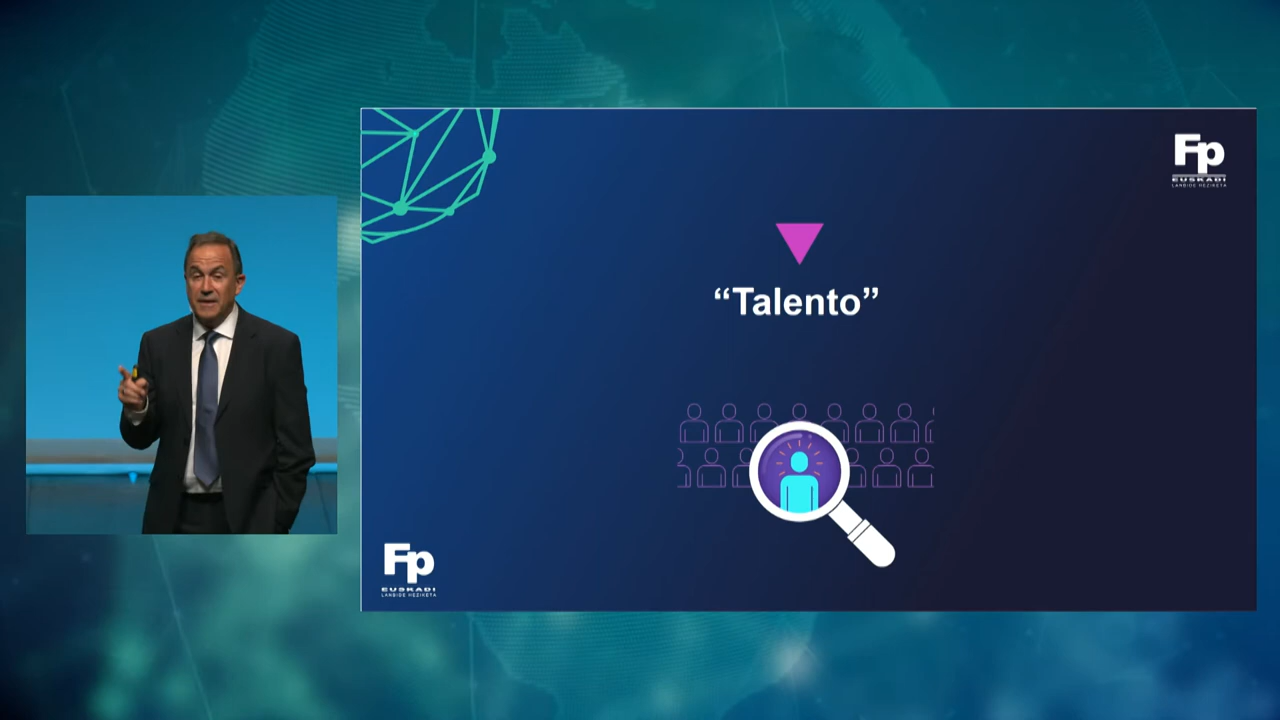 Fp
EUSKADI
LANBIDE HEZIKETA
“Talento”
Fp
EUSKADI
LANBIDE HEZIKETA